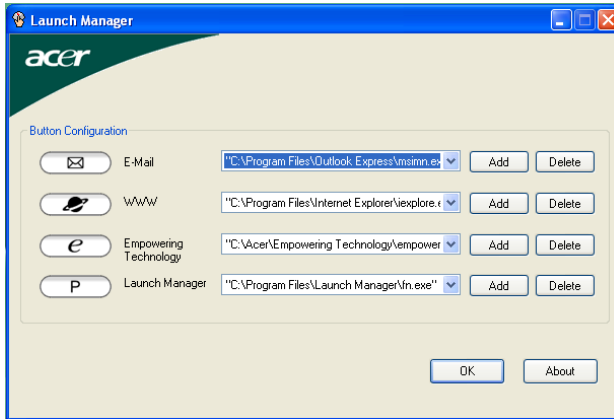 Launch Manager
acer
Button Configuration
E-Mail "C:\Program Files\Outlook Express\msimn.ex Add Delete
WWW "C:\Program Files\Internet Explorer\iexplore.e Add Delete
e Empowering Technology "C:\Acer\Empowering Technology\empower Add Delete
P Launch Manager "C:\Program Files\Launch Manager\fn.exe" Add Delete
OK About